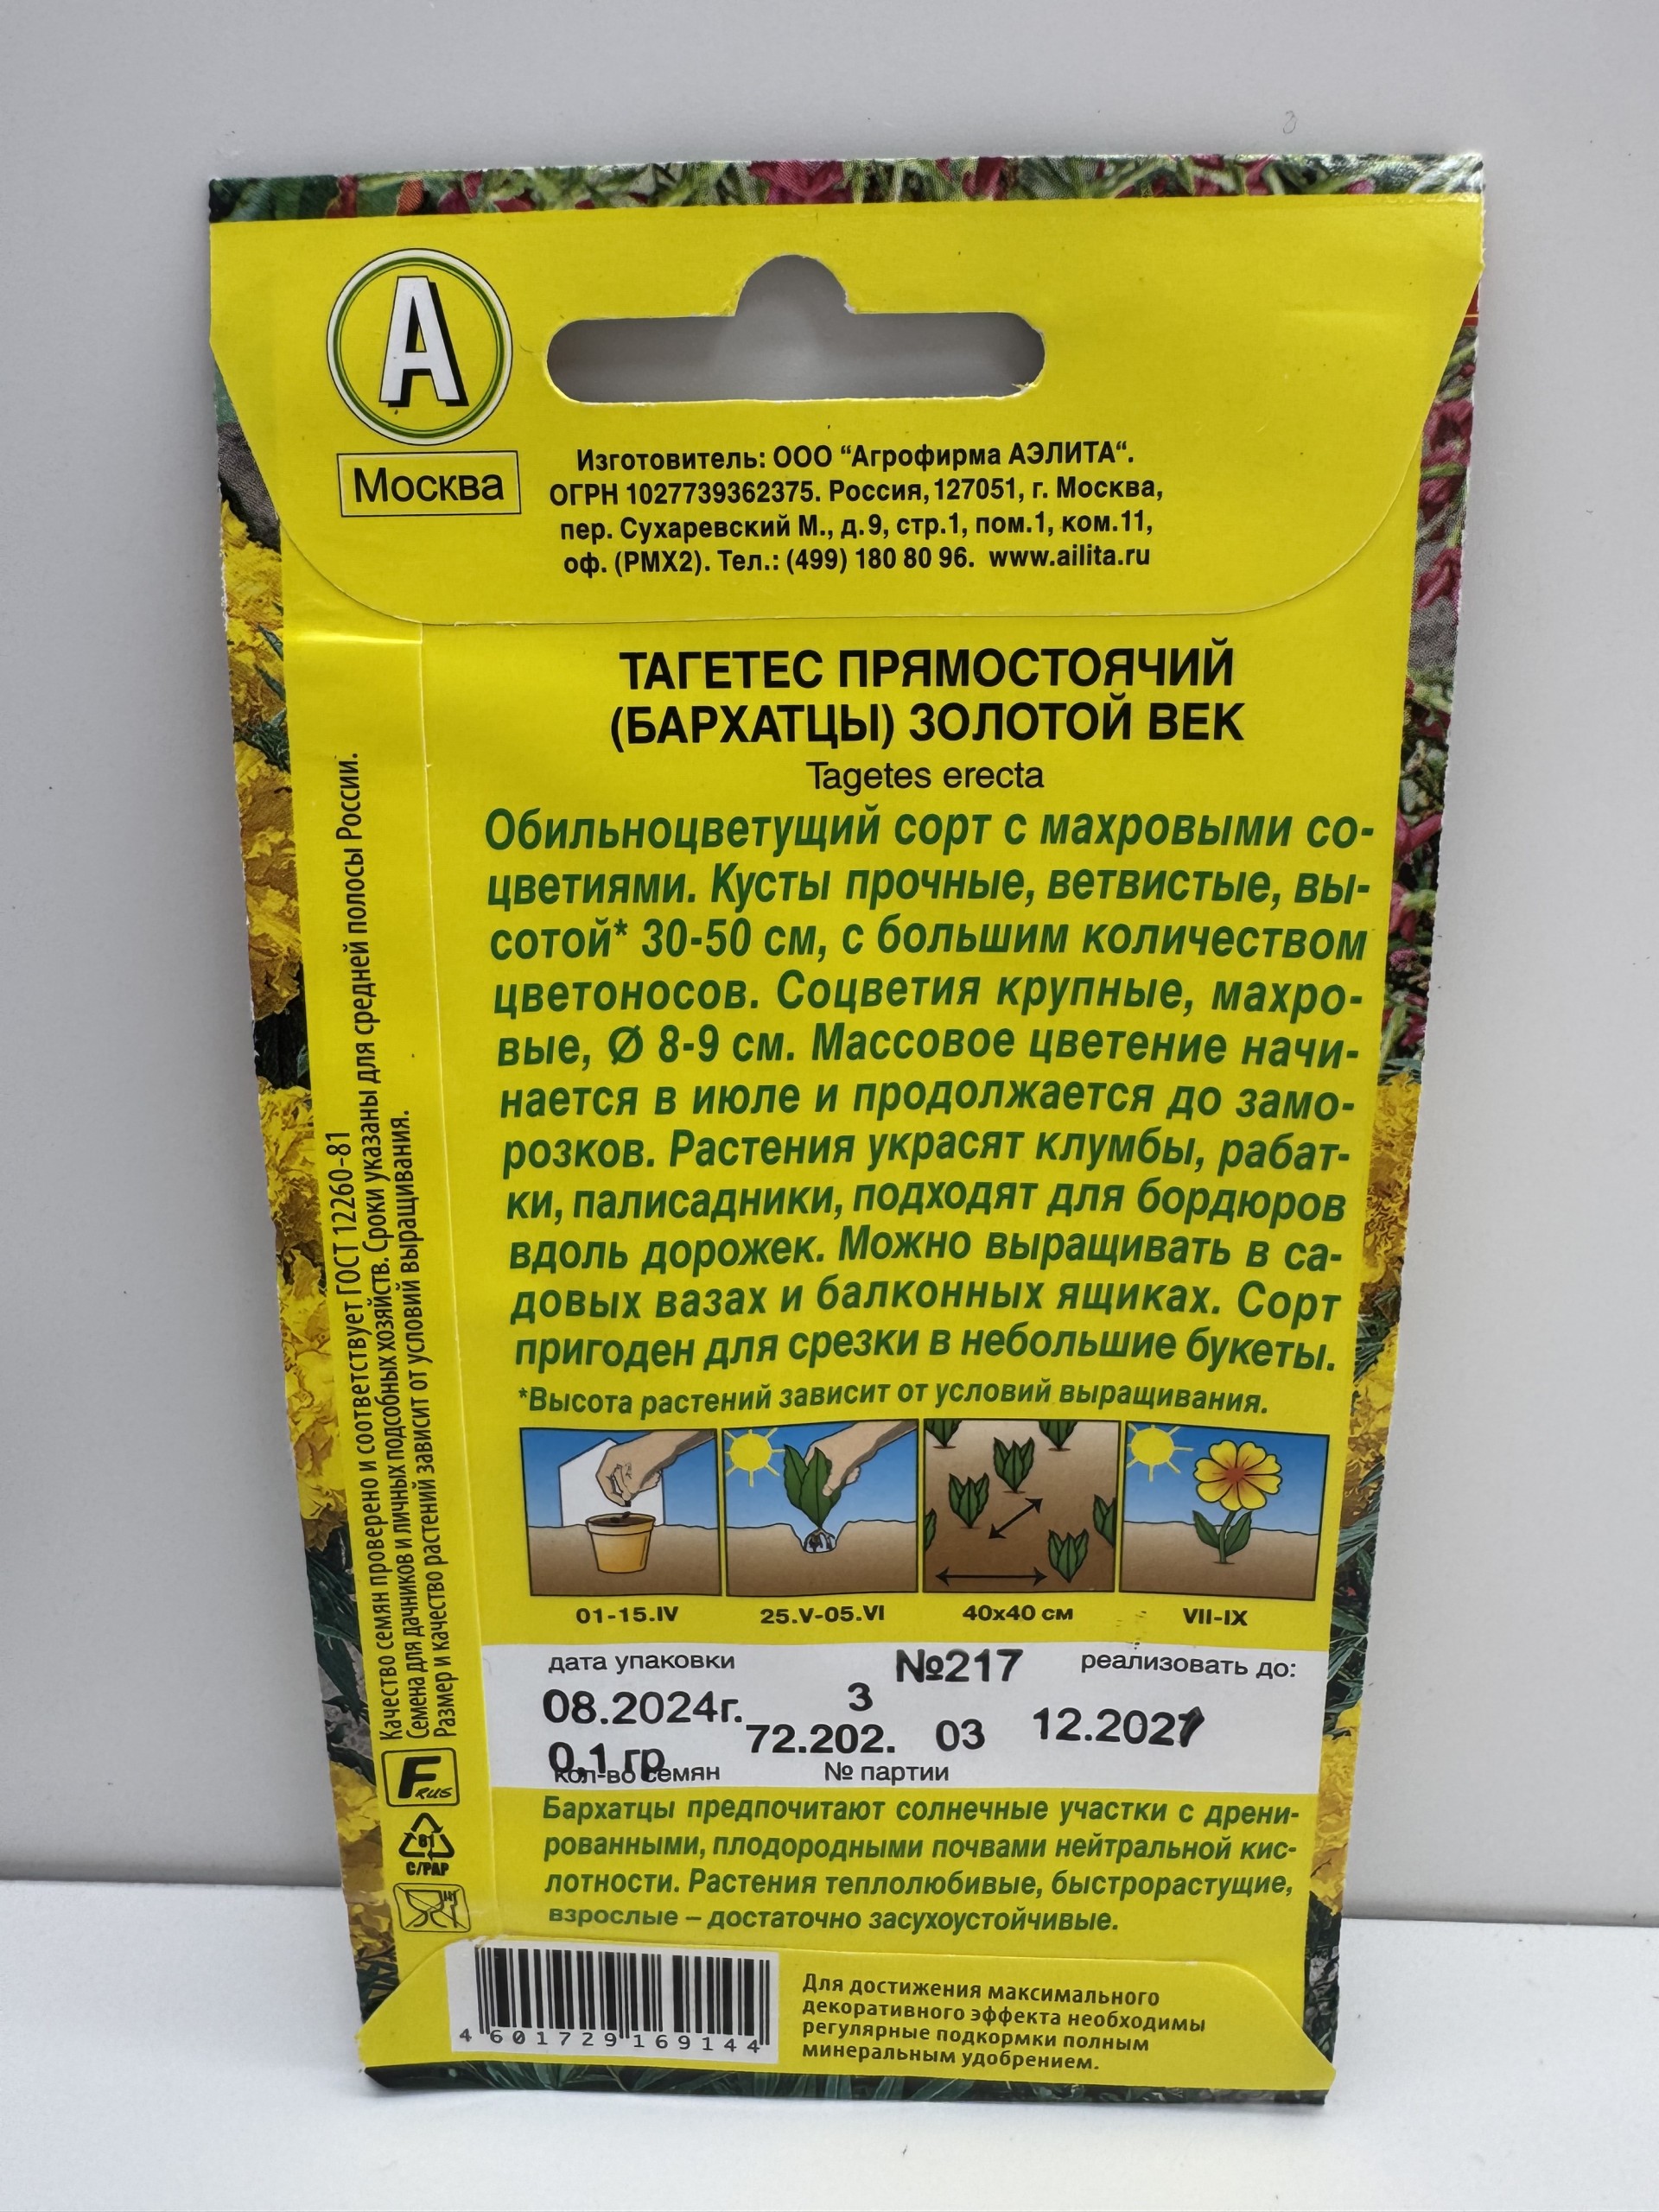 А
Москва
Изготовитель: ООО “Агрофирма АЭЛИТА“.
ОГРН 1027739362375. Россия, 127051, г. Москва,
пер. Сухаревский М., д.9, стр.1, пом.1, ком.11,
оф. (РМХ2). Тел.: (499) 180 80 96. www.ailita.ru
ТАГЕТЕС ПРЯМОСТОЯЧИЙ
(БАРХАТЦЫ) ЗОЛОТОЙ ВЕК
Tagetes erecta
Обильноцветущий сорт с махровыми со-
цветиями. Кусты прочные, ветвистые, вы-
сотой* 30-50 см, с большим количеством
цветоносов. Соцветия крупные, махро-
вые, Ø 8-9 см. Массовое цветение начи-
нается в июле и продолжается до замо-
розков. Растения украсят клумбы, рабат-
ки, палисадники, подходят для бордюров
вдоль дорожек. Можно выращивать в са-
довых вазах и балконных ящиках. Сорт
пригоден для срезки в небольшие букеты.
*Высота растений зависит от условий выращивания.
01-15.IV 25.V-05.VI 40х40 см VII-IX
дата упаковки №217 реализовать до:
08.2024г. 3
72.202. 03 12.2027
0,1 гр
кол-во семян № партии
Бархатцы предпочитают солнечные участки с дрени-
рованными, плодородными почвами нейтральной кис-
лотности. Растения теплолюбивые, быстрорастущие,
взрослые – достаточно засухоустойчивые.
4 601729 169144
Для достижения максимального
декоративного эффекта необходимы
регулярные подкормки полным
минеральным удобрением.
Качество семян проверено и соответствует ГОСТ 12260-81
Семена для дачников и личных подсобных хозяйств. Сроки указаны для средней полосы России.
Размер и качество растений зависит от условий выращивания.
F RUS
81
C/PAP